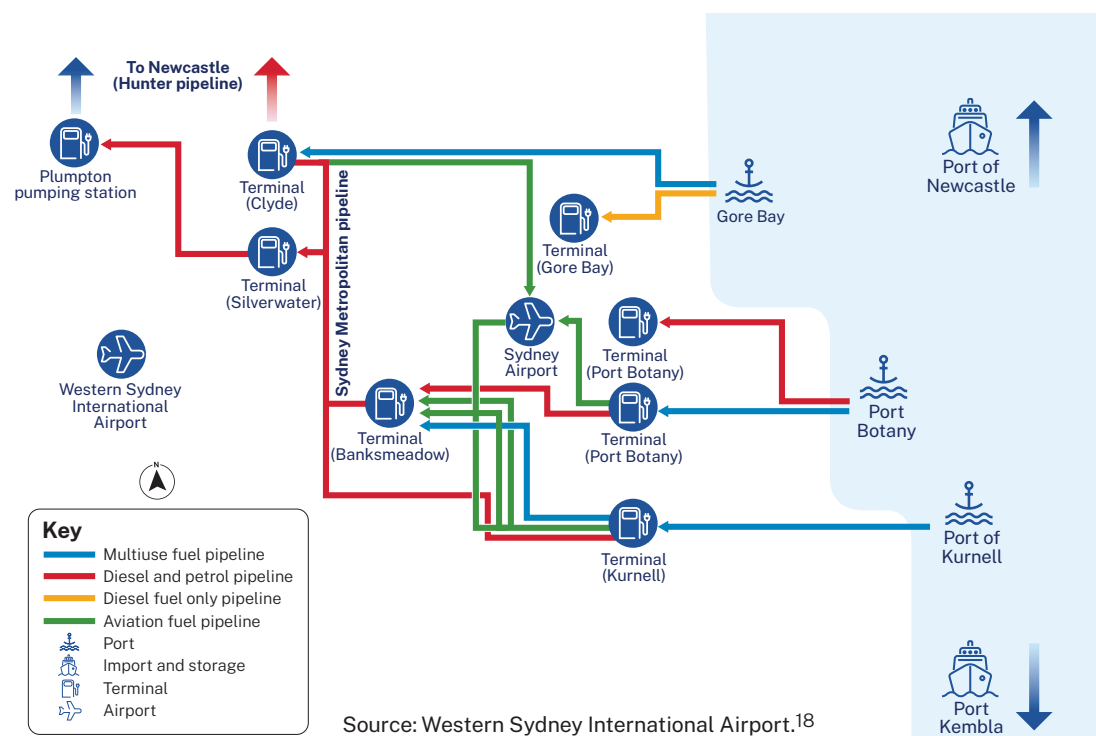 To Newcastle
(Hunter pipeline)
Plumpton
pumping station
Terminal
(Clyde)
Terminal
(Silverwater)
Sydney Metropolitan pipeline
Gore Bay
Terminal
(Gore Bay)
Port of
Newcastle
Western Sydney
International
Airport
Sydney
Airport
Terminal
(Port Botany)
Terminal
(Banksmeadow)
Terminal
(Port Botany)
Port
Botany
Terminal
(Kurnell)
Port of
Kurnell
Port
Kembla
N
Key
Multiuse fuel pipeline
Diesel and petrol pipeline
Diesel fuel only pipeline
Aviation fuel pipeline
Port
Import and storage
Terminal
Airport
Source: Western Sydney International Airport.18